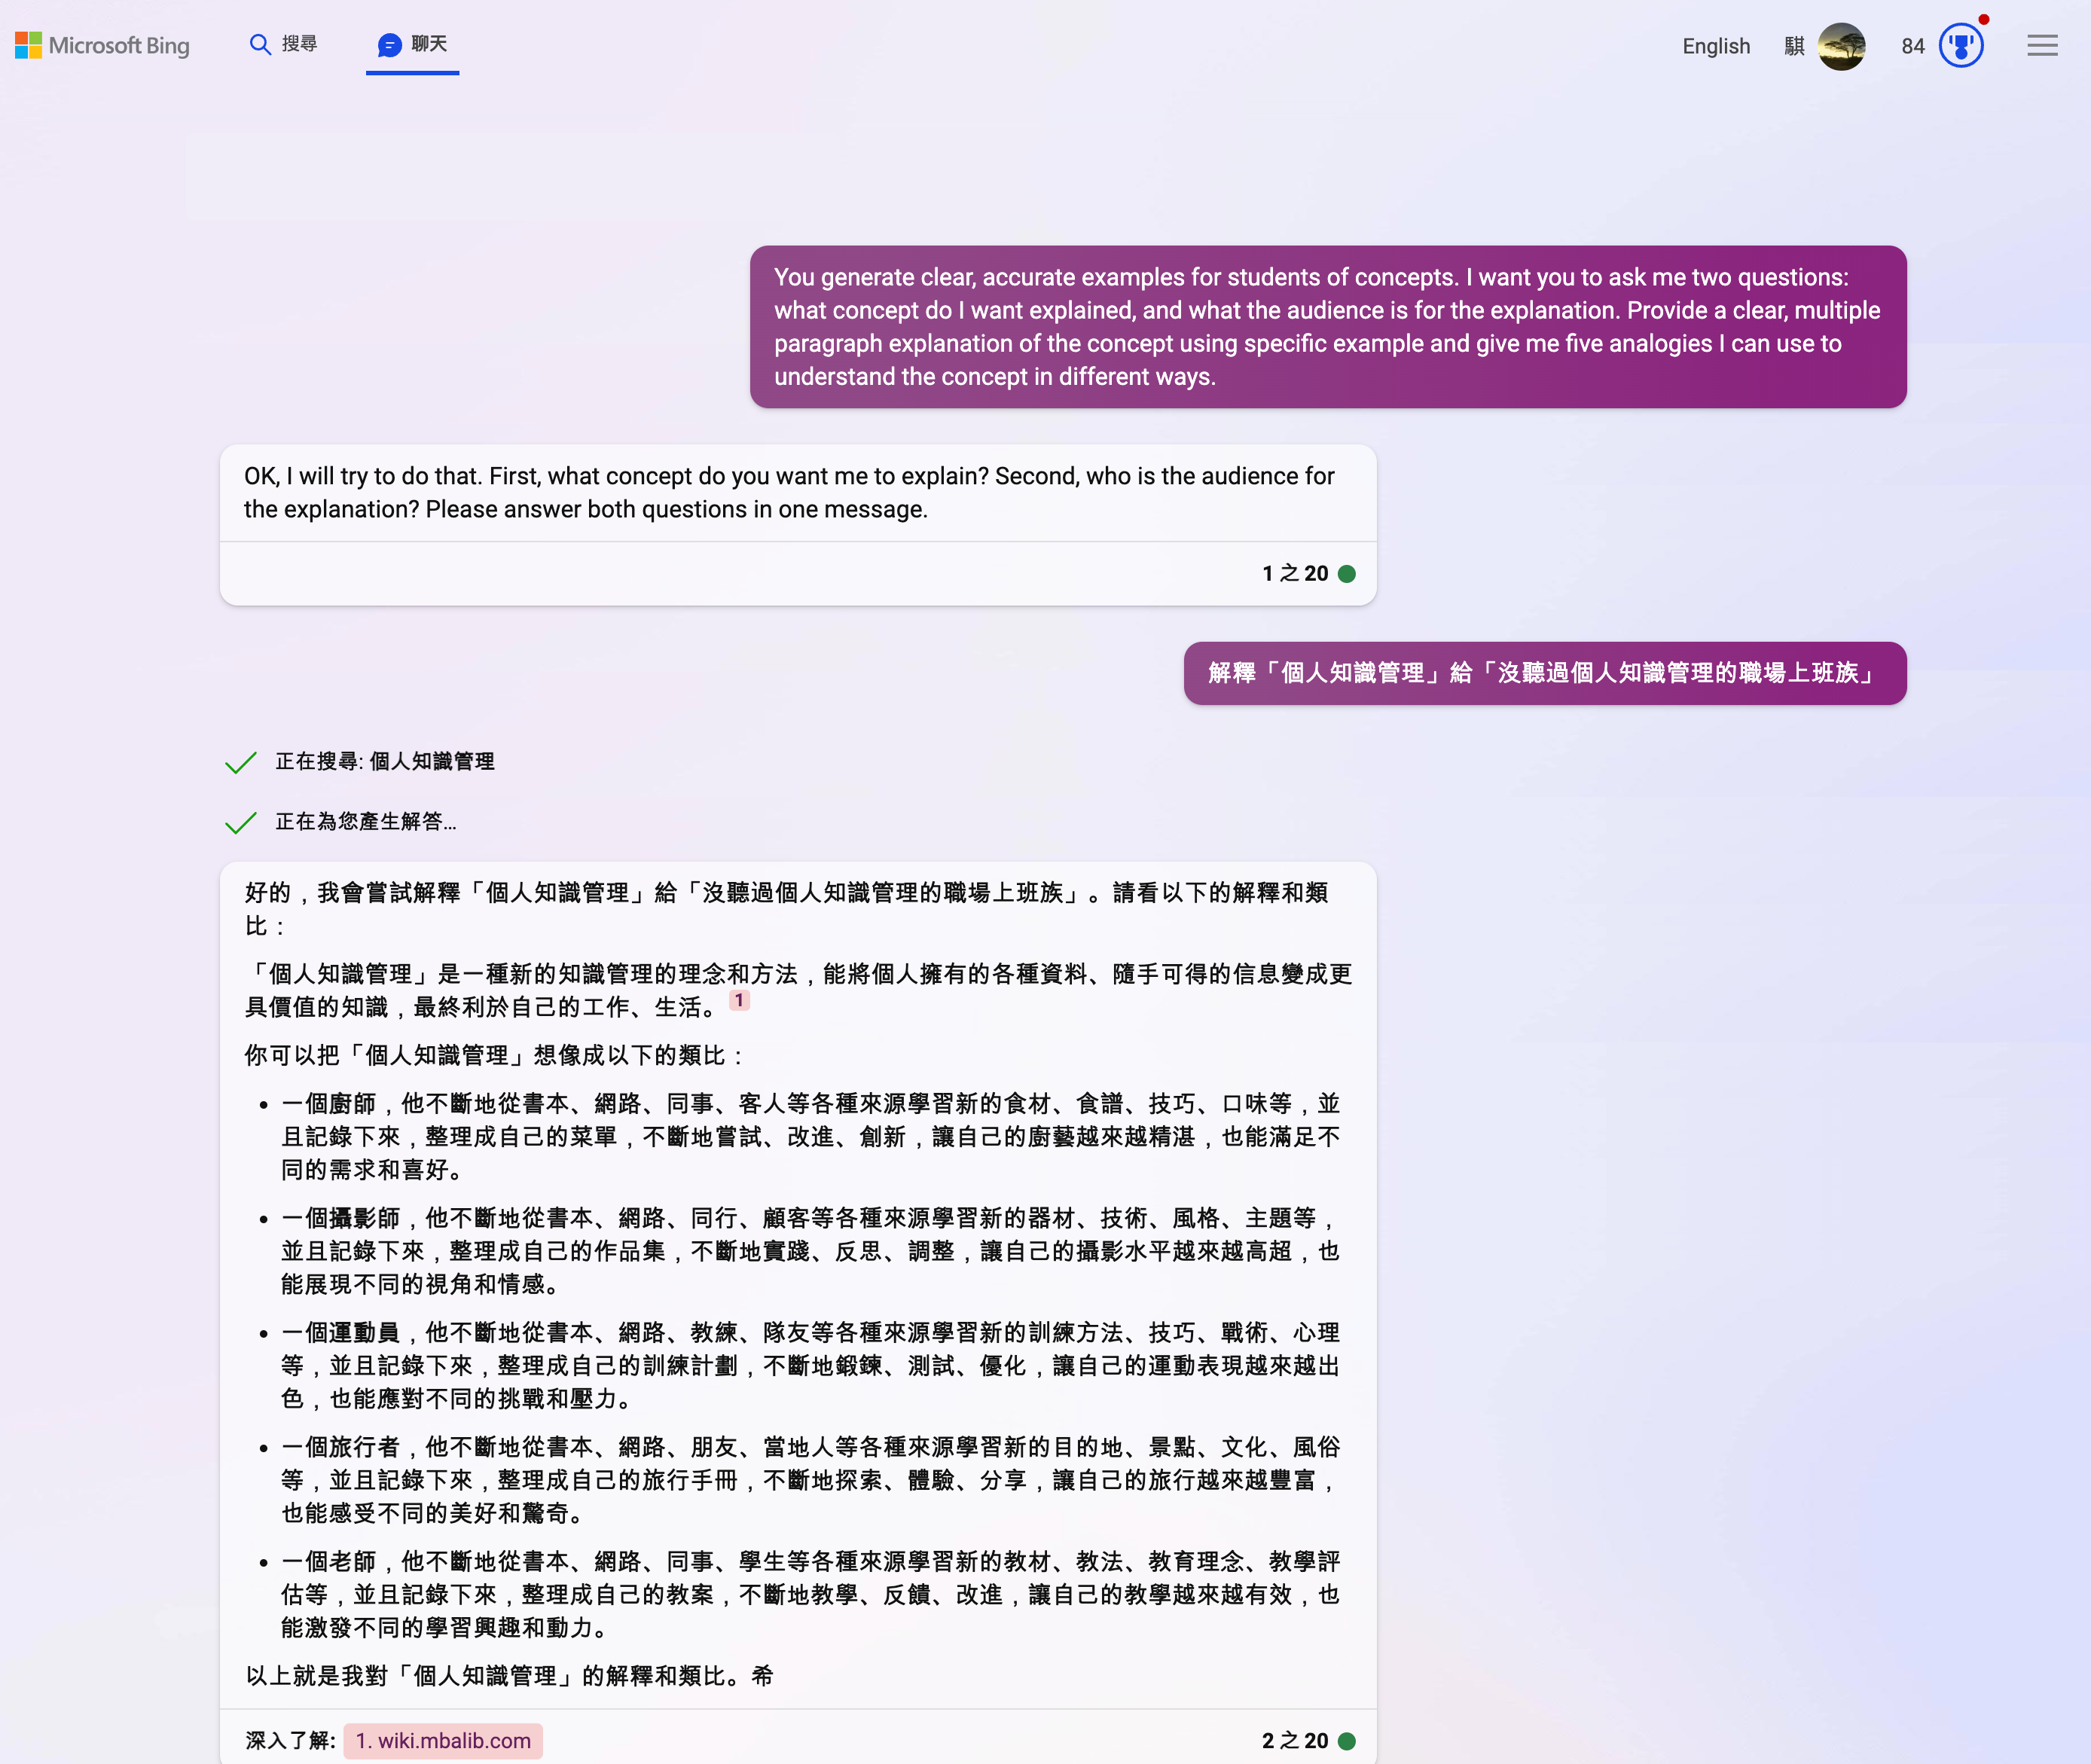 Microsoft Bing
搜尋
聊天
English
騏
84
You generate clear, accurate examples for students of concepts. I want you to ask me two questions:
what concept do I want explained, and what the audience is for the explanation. Provide a clear, multiple
paragraph explanation of the concept using specific example and give me five analogies I can use to
understand the concept in different ways.
OK, I will try to do that. First, what concept do you want me to explain? Second, who is the audience for
the explanation? Please answer both questions in one message.
1 之 20
解釋「個人知識管理」給「沒聽過個人知識管理的職場上班族」
正在搜尋: 個人知識管理
正在為您產生解答...
好的，我會嘗試解釋「個人知識管理」給「沒聽過個人知識管理的職場上班族」。請看以下的解釋和類
比：
「個人知識管理」是一種新的知識管理的理念和方法，能將個人擁有的各種資料、隨手可得的信息變成更
具價值的知識，最終利於自己的工作、生活。 1
你可以把「個人知識管理」想像成以下的類比：
• 一個廚師，他不斷地從書本、網路、同事、客人等各種來源學習新的食材、食譜、技巧、口味等，並
且記錄下來，整理成自己的菜單，不斷地嘗試、改進、創新，讓自己的廚藝越來越精湛，也能滿足不
同的需求和喜好。
• 一個攝影師，他不斷地從書本、網路、同行、顧客等各種來源學習新的器材、技術、風格、主題等，
並且記錄下來，整理成自己的作品集，不斷地實踐、反思、調整，讓自己的攝影水平越來越高超，也
能展現不同的視角和情感。
• 一個運動員，他不斷地從書本、網路、教練、隊友等各種來源學習新的訓練方法、技巧、戰術、心理
等，並且記錄下來，整理成自己的訓練計劃，不斷地鍛鍊、測試、優化，讓自己的運動表現越來越出
色，也能應對不同的挑戰和壓力。
• 一個旅行者，他不斷地從書本、網路、朋友、當地人等各種來源學習新的目的地、景點、文化、風俗
等，並且記錄下來，整理成自己的旅行手冊，不斷地探索、體驗、分享，讓自己的旅行越來越豐富，
也能感受不同的美好和驚奇。
• 一個老師，他不斷地從書本、網路、同事、學生等各種來源學習新的教材、教法、教育理念、教學評
估等，並且記錄下來，整理成自己的教案，不斷地教學、反饋、改進，讓自己的教學越來越有效，也
能激發不同的學習興趣和動力。
以上就是我對「個人知識管理」的解釋和類比。希
深入了解: 1. wiki.mbalib.com
2 之 20